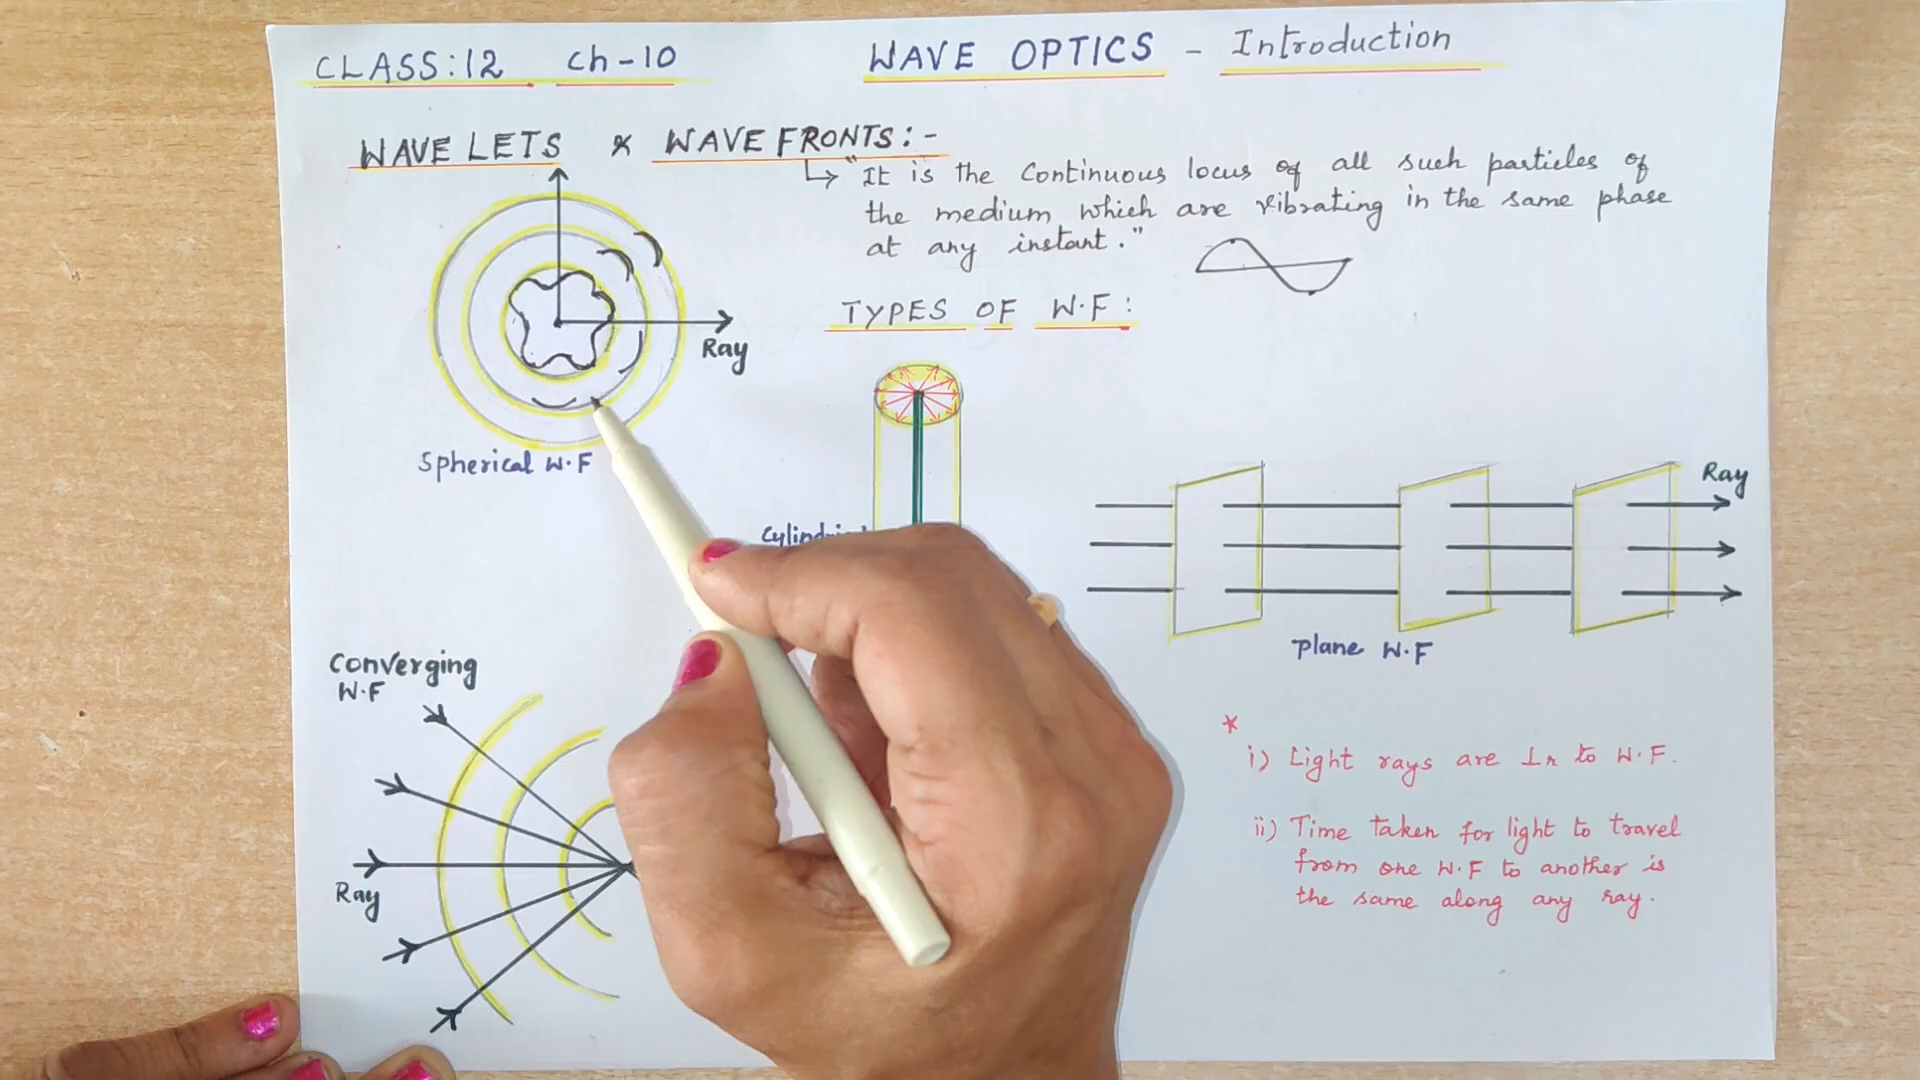 CLASS:12 Ch-10
WAVE OPTICS - Introduction
WAVELETS & WAVE FRONTS:-
"It is the continuous locus of all such particles of
the medium which are vibrating in the same phase
at any instant."
Ray
Spherical W.F
TYPES OF W.F:
Ray
Plane W.F
Converging
W.F
Ray
*
i) Light rays are ⊥r to W.F.
ii) Time taken for light to travel
from one W.F to another is
the same along any ray.